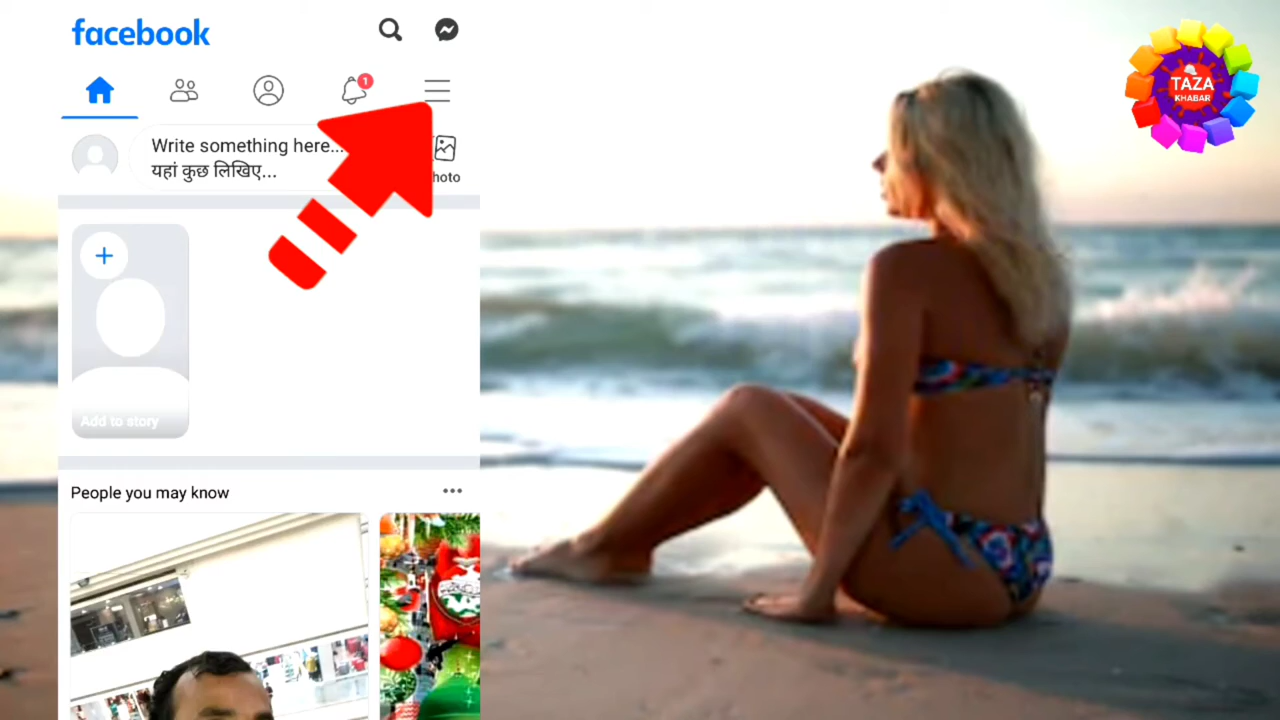 facebook
1
Write something here...
यहां कुछ लिखिए...
hoto
Add to story
People you may know
TAZA
KHABAR